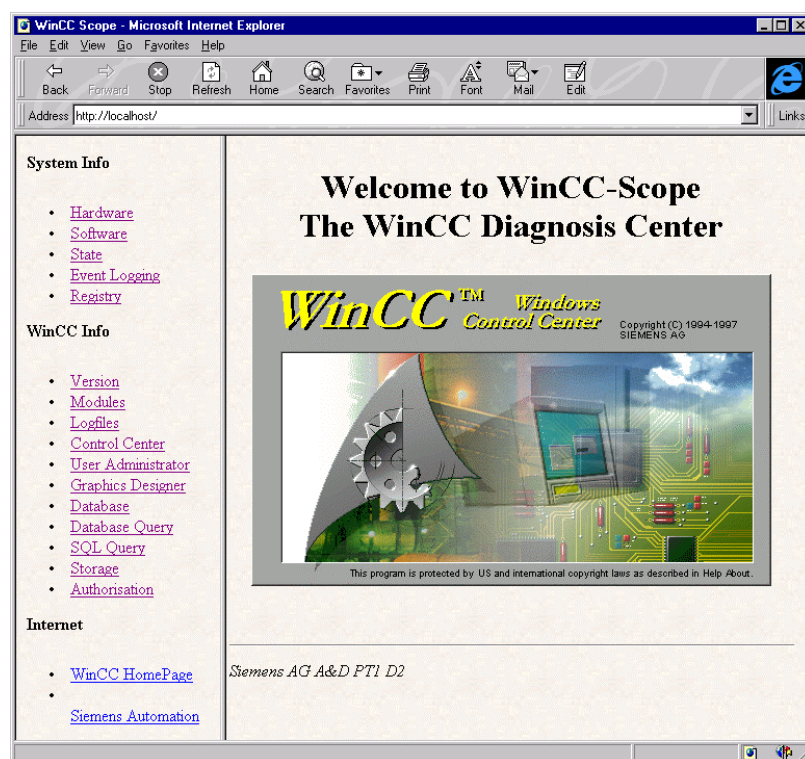 WinCC Scope - Microsoft Internet Explorer
File Edit View Go Favorites Help
Back Forward Stop Refresh Home Search Favorites Print Font Mail Edit
Address http://localhost/ Links
System Info
Hardware
Software
State
Event Logging
Registry
WinCC Info
Version
Modules
Logfiles
Control Center
User Administrator
Graphics Designer
Database
Database Query
SQL Query
Storage
Authorisation
Internet
WinCC HomePage
Siemens Automation
Welcome to WinCC-Scope
The WinCC Diagnosis Center
WinCC TM Windows
Control Center
Copyright (C) 1994-1997
SIEMENS AG
This program is protected by US and international copyright laws as described in Help About.
Siemens AG A&D PT1 D2